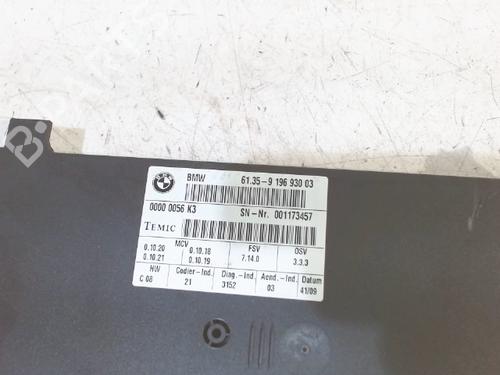 BMW 61.35-9 196 930 03
0000 0056 K3 SN-Nr. 001173457
TEMIC MCV FSV OSV
0.10.20 0.10.18 7.14.0 3.3.3
0.10.21 0.10.19
HW Codier-Ind. Diag.-Ind. Aend.-Ind. Datum
C 08 21 3152 03 41/09